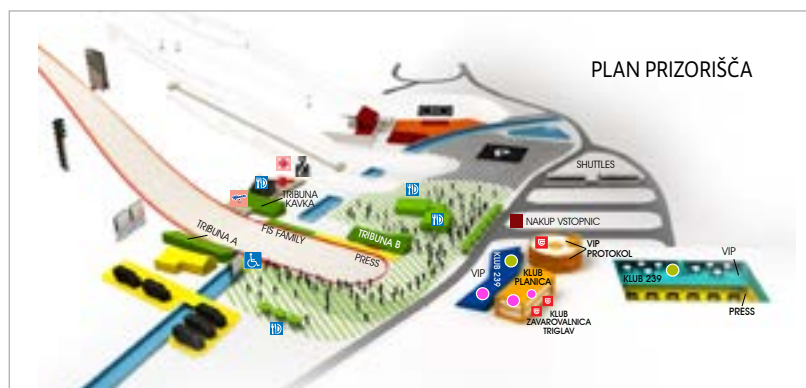 PLAN PRIZORIŠČA
SHUTTLES
P
TRIBUNA
KAVKA
NAKUP VSTOPNIC
TRIBUNA A
FIS FAMILY
TRIBUNA B
PRESS
VIP
PROTOKOL
VIP
KLUB 239
KLUB
PLANICA
KLUB
ZAVAROVALNICA
TRIGLAV
VIP
KLUB 239
PRESS